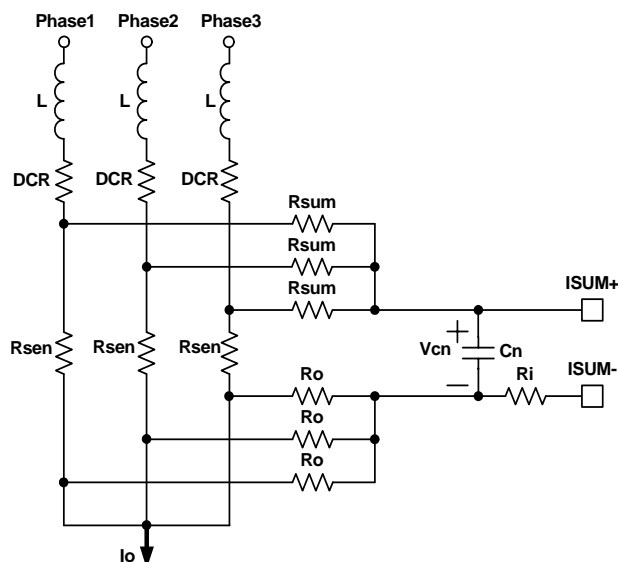 Phase1 Phase2 Phase3
L L L
DCR DCR DCR
Rsum
Rsum
Rsum
ISUM+
Rsen Rsen Rsen
Vcn Cn
Ro
Ri
ISUM-
Ro
Ro
Io